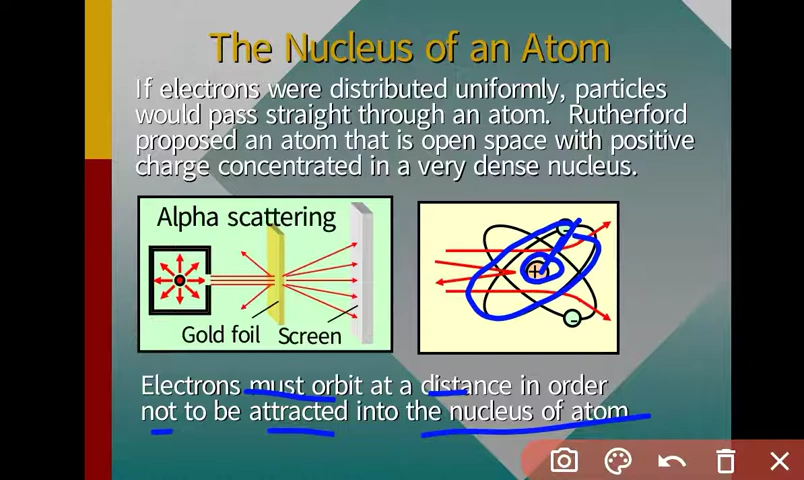 The Nucleus of an Atom
If electrons were distributed uniformly, particles
would pass straight through an atom. Rutherford
proposed an atom that is open space with positive
charge concentrated in a very dense nucleus.
Alpha scattering
Gold foil
Screen
+
-
-
Electrons must orbit at a distance in order
not to be attracted into the nucleus of atom